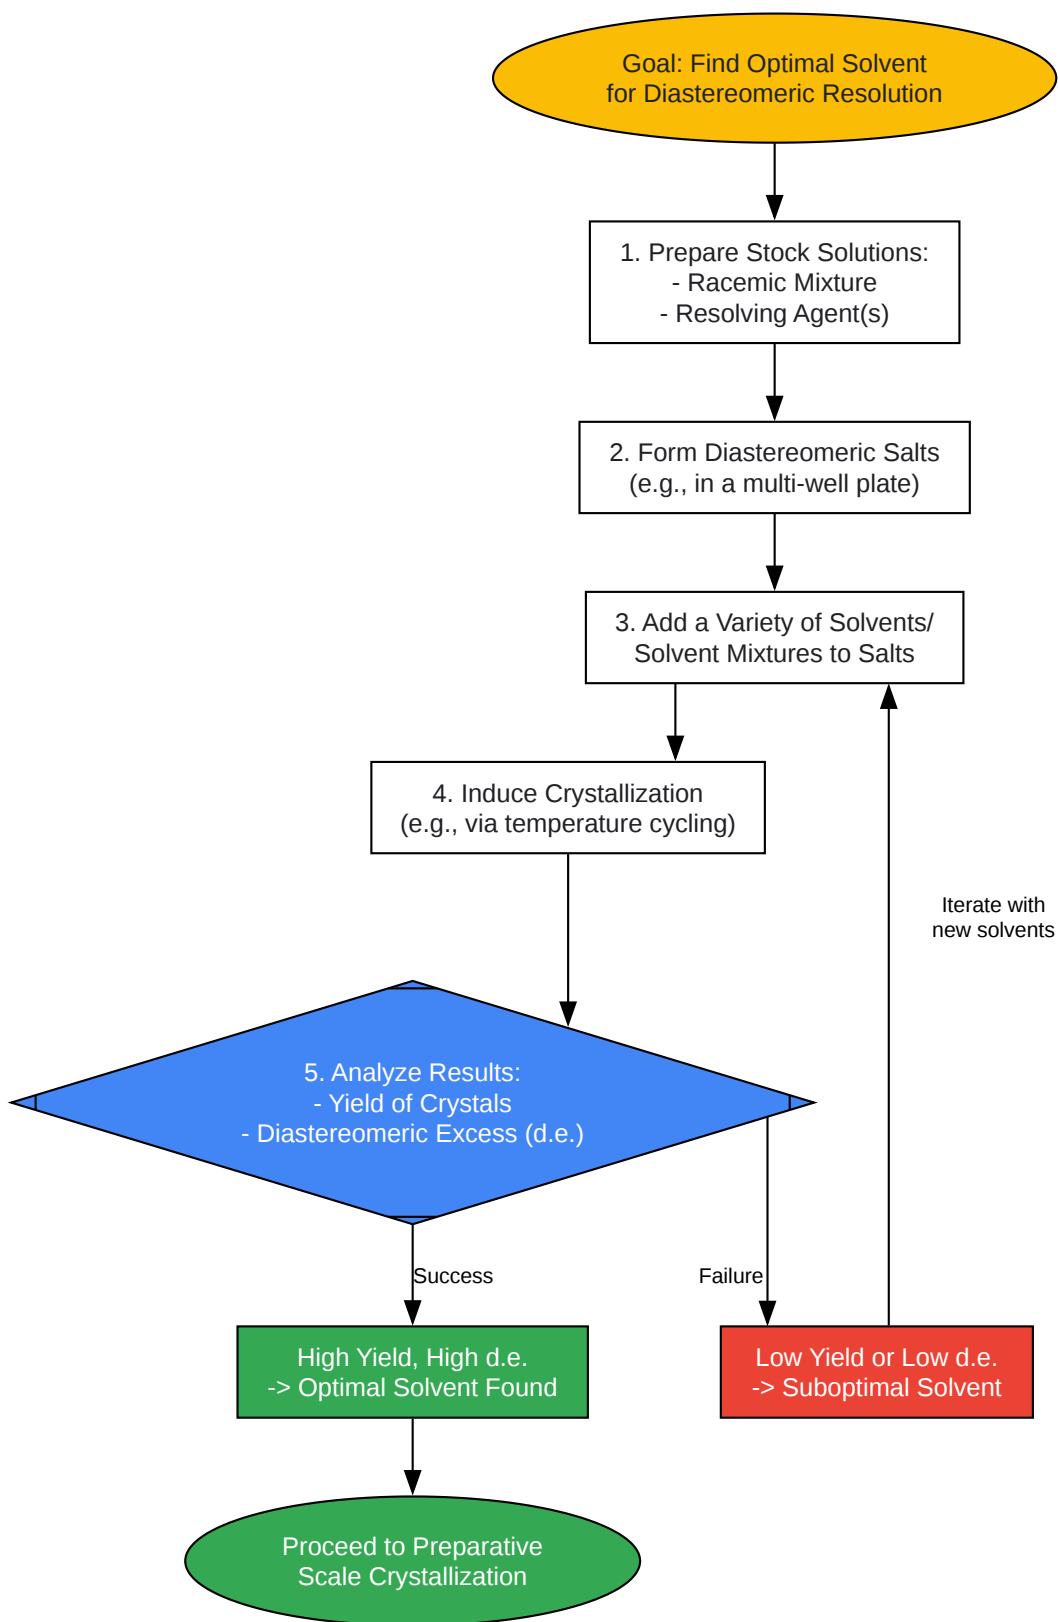 Goal: Find Optimal Solvent
for Diastereomeric Resolution
1. Prepare Stock Solutions:
- Racemic Mixture
- Resolving Agent(s)
2. Form Diastereomeric Salts
(e.g., in a multi-well plate)
3. Add a Variety of Solvents/
Solvent Mixtures to Salts
4. Induce Crystallization
(e.g., via temperature cycling)
Iterate with
new solvents
5. Analyze Results:
- Yield of Crystals
- Diastereomeric Excess (d.e.)
Success
Failure
High Yield, High d.e.
-> Optimal Solvent Found
Low Yield or Low d.e.
-> Suboptimal Solvent
Proceed to Preparative
Scale Crystallization